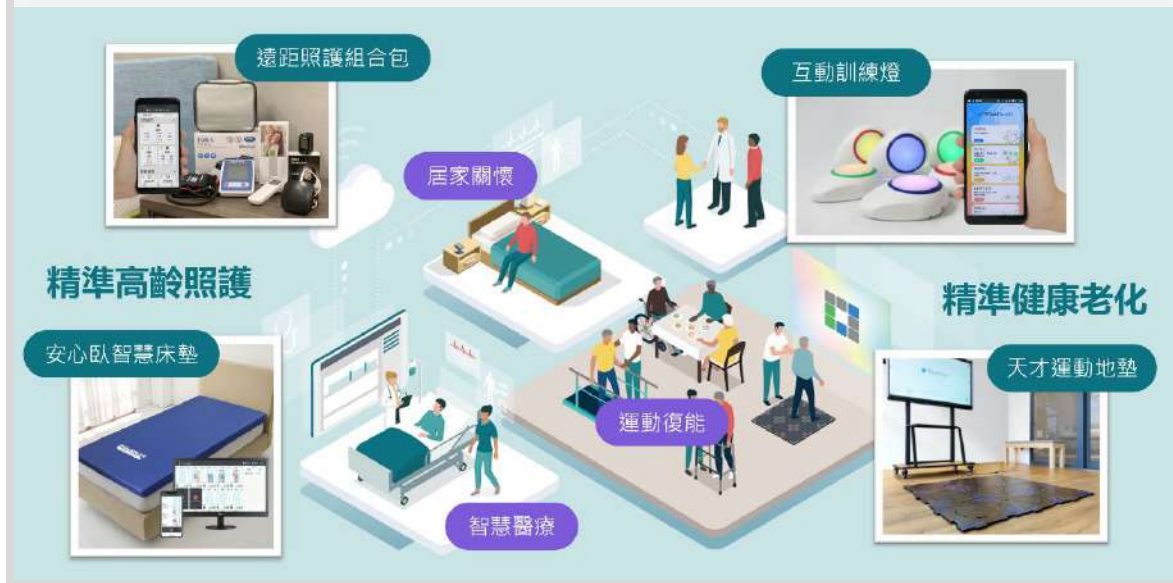 遠距照護組合包
互動訓練燈
居家關懷
精準高齡照護
精準健康老化
安心臥智慧床墊
天才運動地墊
運動復能
智慧醫療